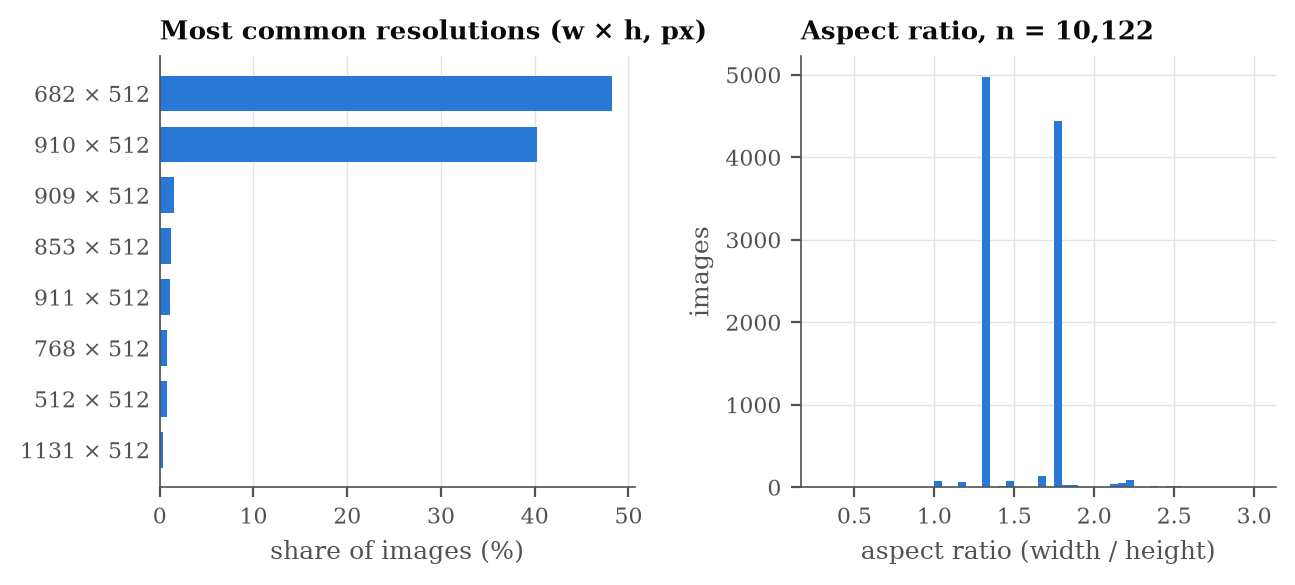 Most common resolutions (w × h, px)
682 × 512
910 × 512
909 × 512
853 × 512
911 × 512
768 × 512
512 × 512
1131 × 512
0 10 20 30 40 50
share of images (%)
Aspect ratio, n = 10,122
5000
4000
3000
2000
1000
0
images
0.5 1.0 1.5 2.0 2.5 3.0
aspect ratio (width / height)